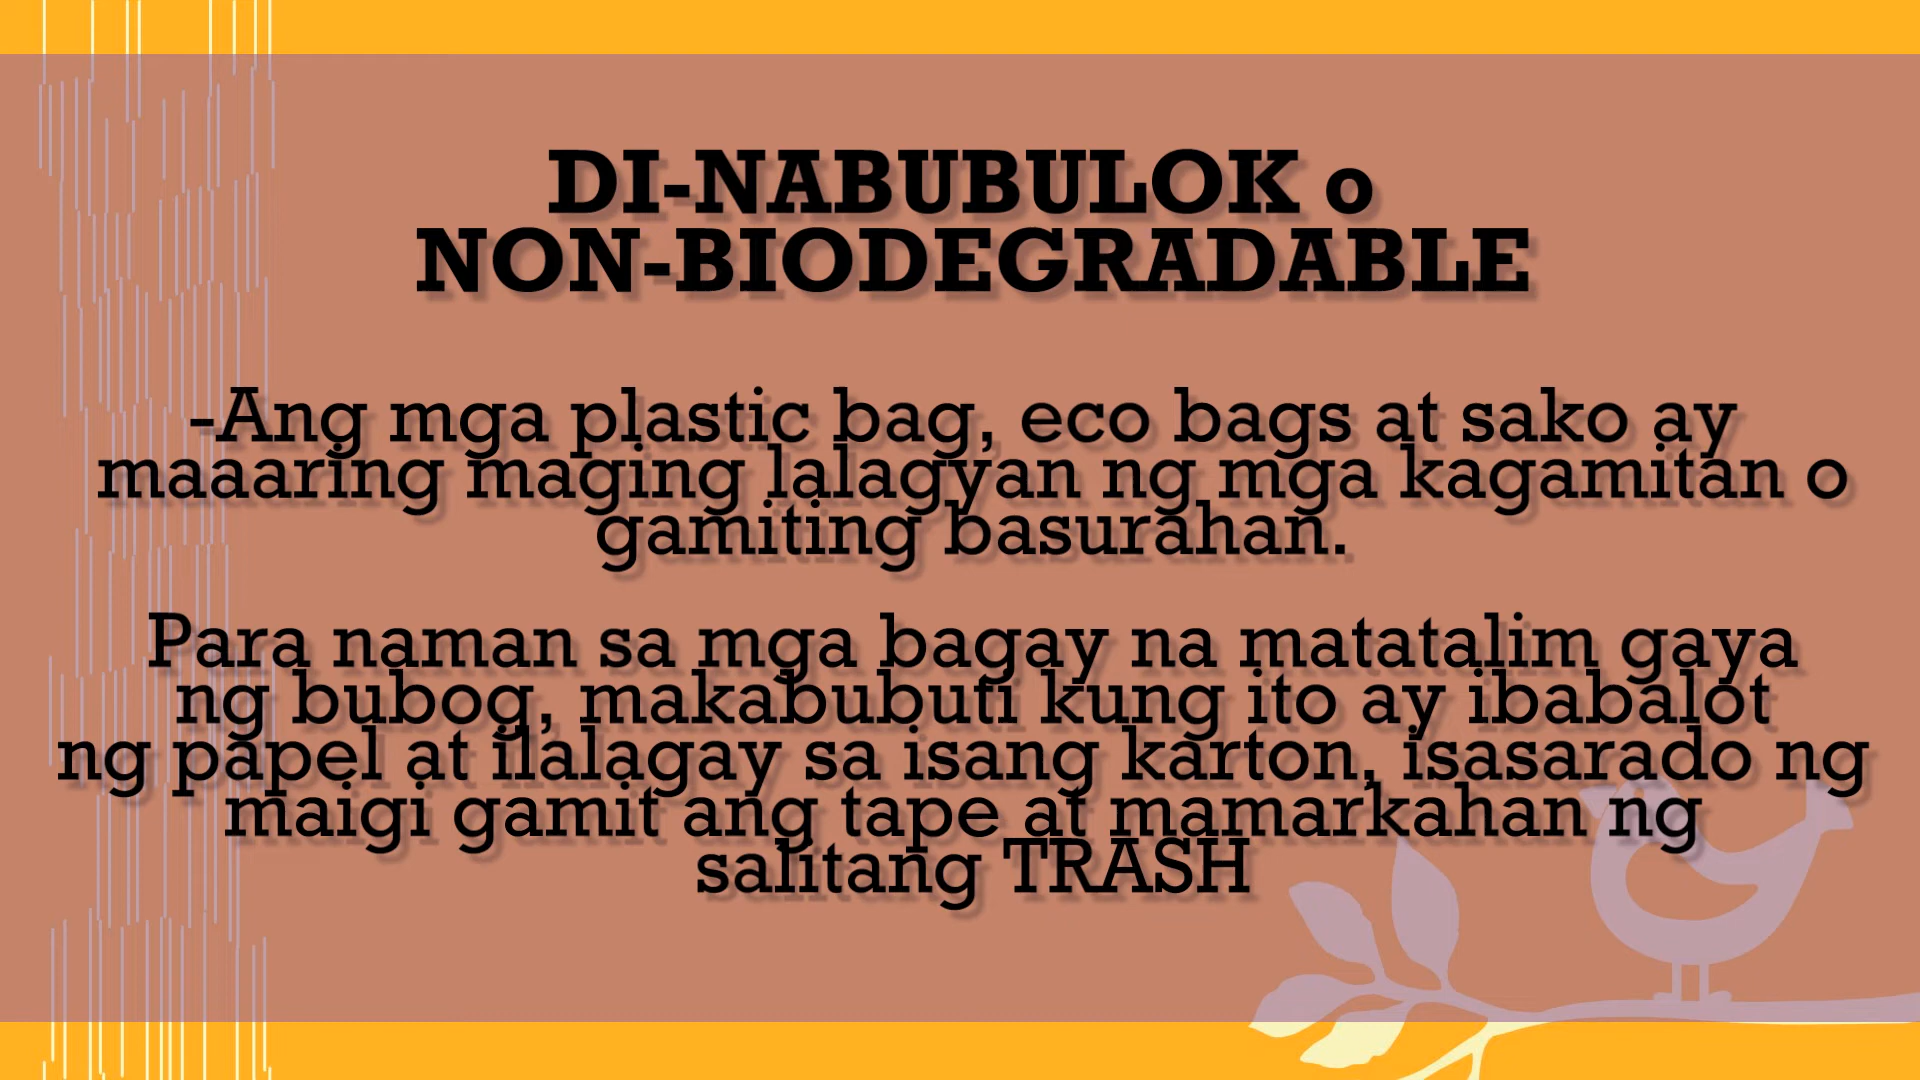 DI-NABUBULOK o
NON-BIODEGRADABLE
-Ang mga plastic bag, eco bags at sako ay
maaaring maging lalagyan ng mga kagamitan o
gamiting basurahan.
Para naman sa mga bagay na matatalim gaya
ng bubog, makabubuti kung ito ay ibabalot
ng papel at ilalagay sa isang karton, isasarado ng
maigi gamit ang tape at mamarkahan ng
salitang TRASH